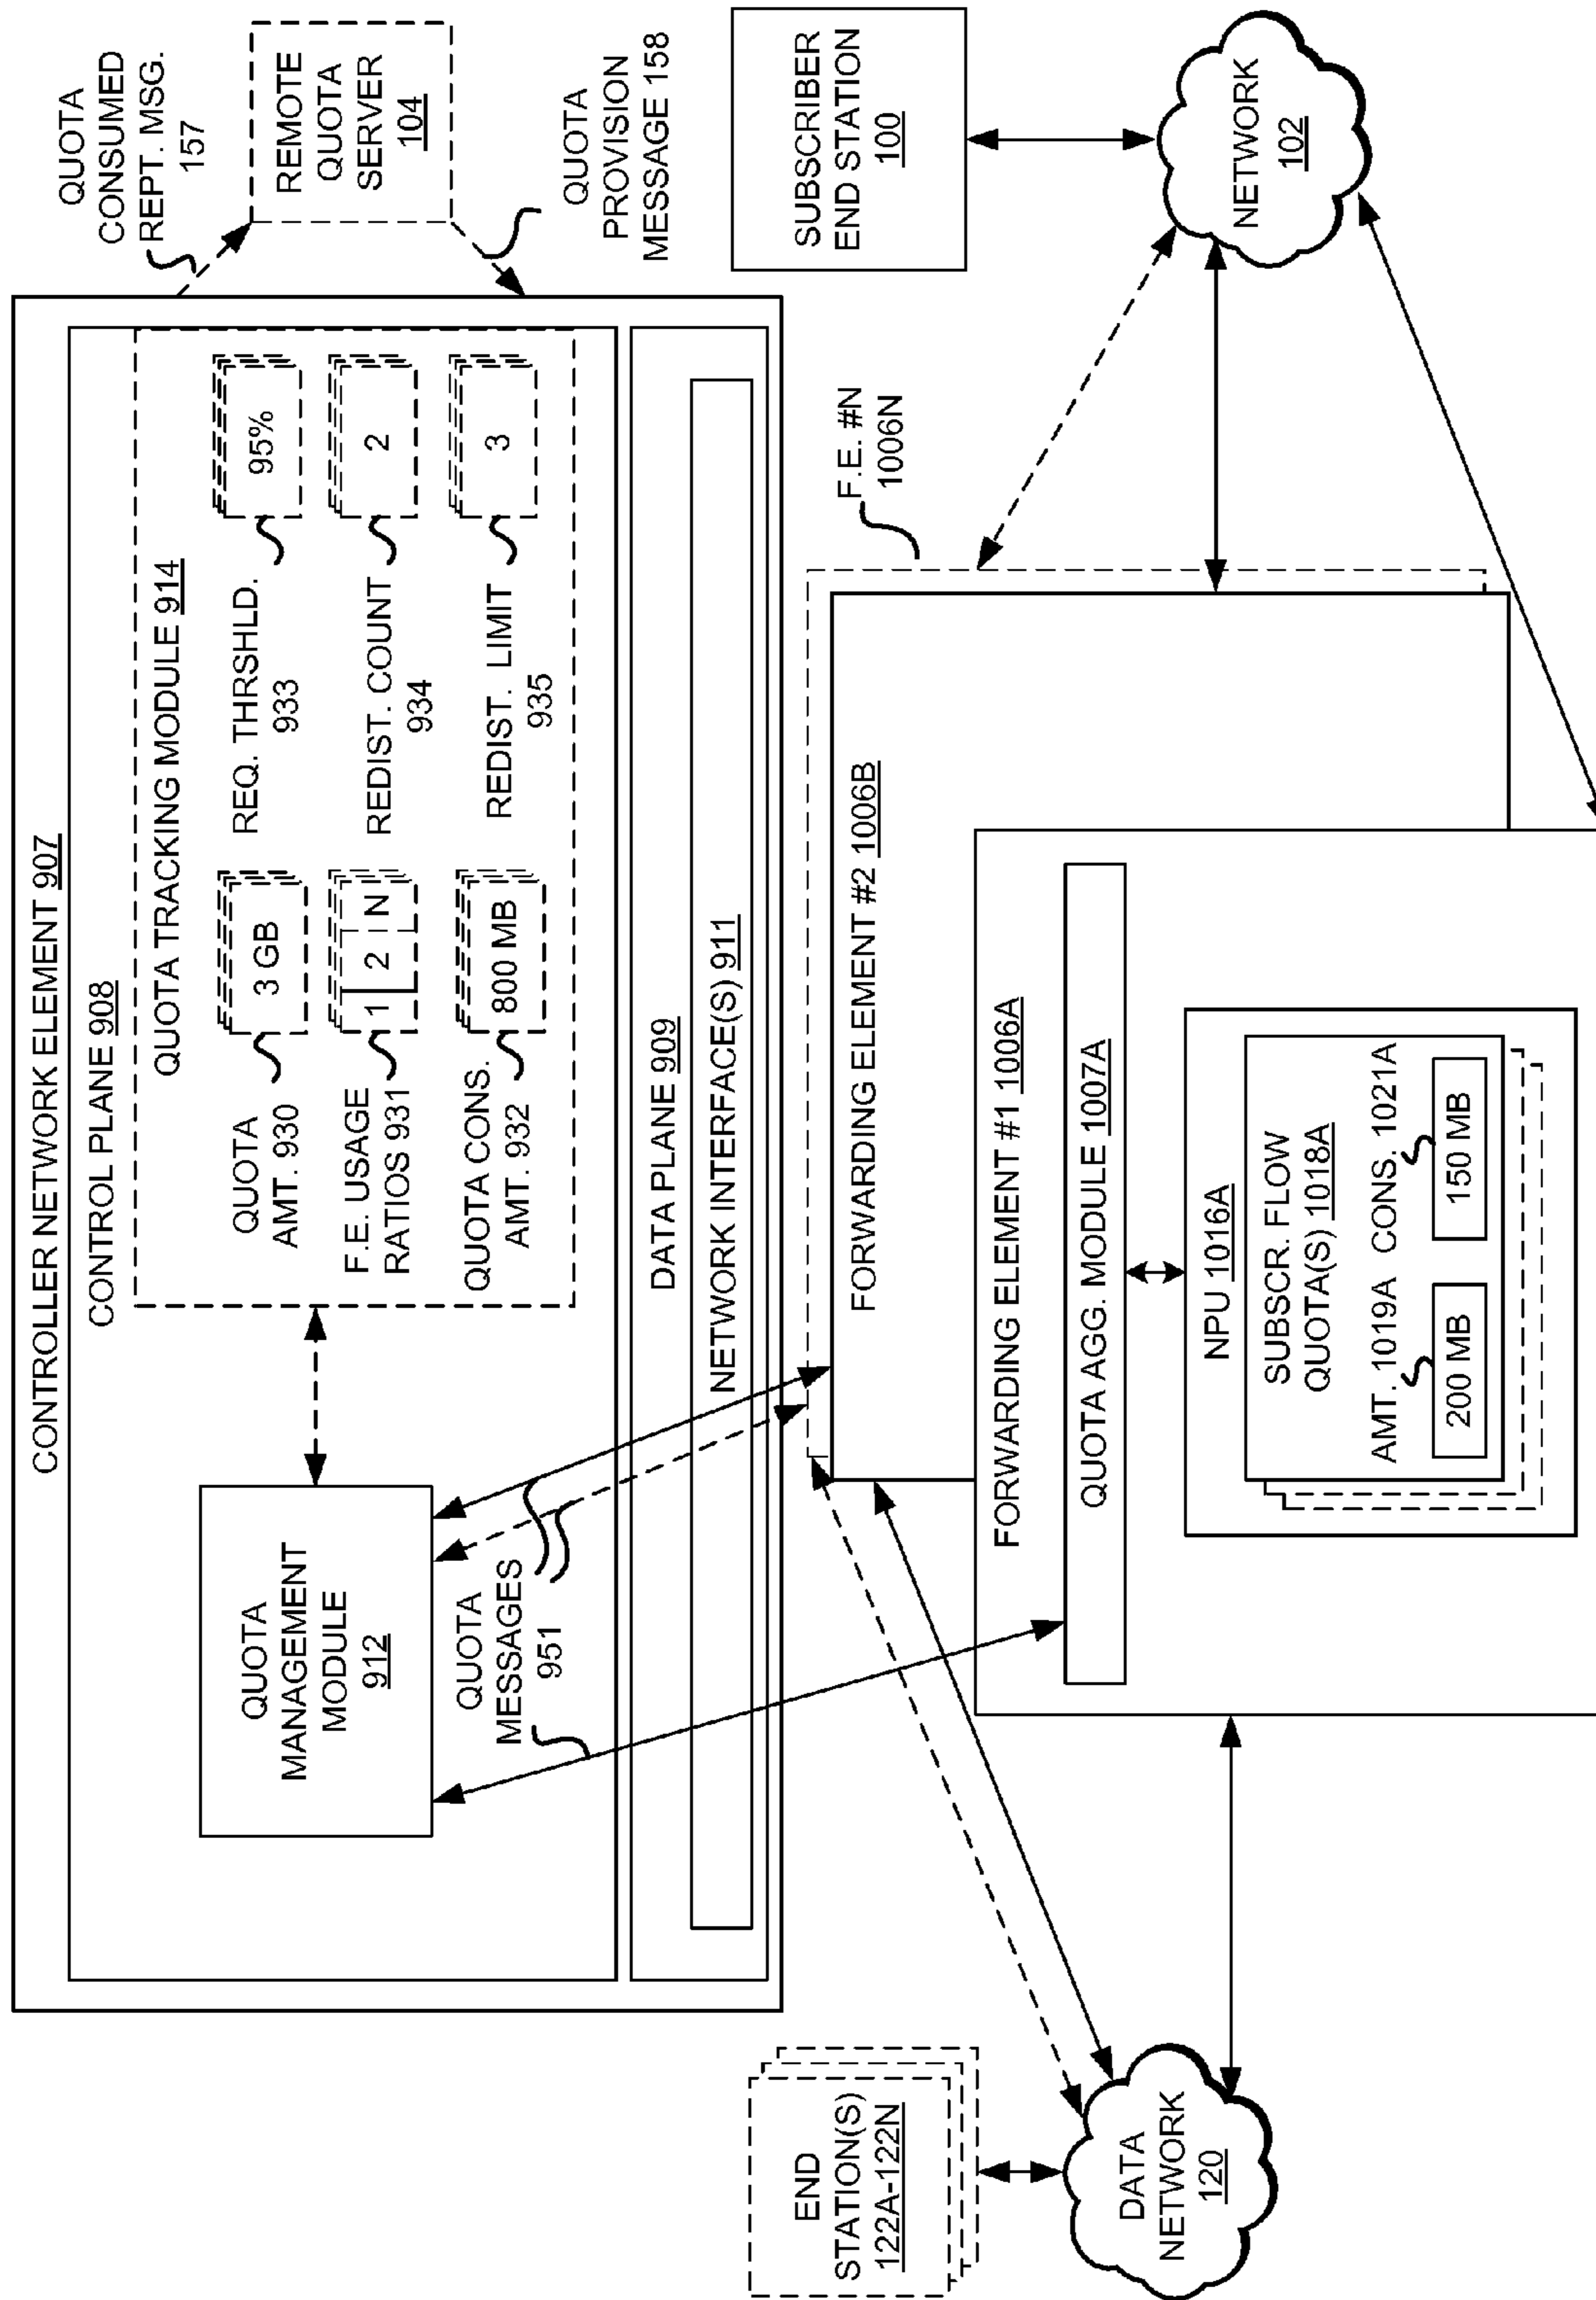 CONTROLLER NETWORK ELEMENT 907
CONTROL PLANE 908
QUOTA
MANAGEMENT
MODULE
912
QUOTA TRACKING MODULE 914
QUOTA
AMT. 930
3 GB
REQ. THRSHLD.
933
95%
F.E. USAGE
RATIOS 931
1 2 N
REDIST. COUNT
934
2
QUOTA CONS.
AMT. 932
800 MB
REDIST. LIMIT
935
3
QUOTA
MESSAGES
951
DATA PLANE 909
NETWORK INTERFACE(S) 911
QUOTA
CONSUMED
REPT. MSG.
157
REMOTE
QUOTA
SERVER
104
QUOTA
PROVISION
MESSAGE 158
SUBSCRIBER
END STATION
100
NETWORK
102
F.E. #N
1006N
FORWARDING ELEMENT #2 1006B
FORWARDING ELEMENT #1 1006A
QUOTA AGG. MODULE 1007A
NPU 1016A
SUBSCR. FLOW
QUOTA(S) 1018A
AMT. 1019A CONS. 1021A
200 MB 150 MB
END
STATION(S)
122A-122N
DATA
NETWORK
120